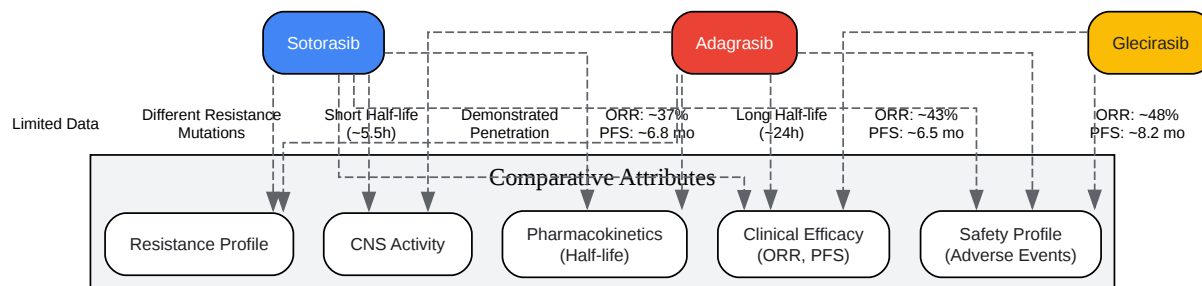 Sotorasib
Adagrasib
Glecirasib
Limited Data
Different Resistance
Mutations
Short Half-life
(~5.5h)
Demonstrated
Penetration
ORR: ~37%
PFS: ~6.8 mo
Long Half-life
(~24h)
ORR: ~43%
PFS: ~6.5 mo
ORR: ~48%
PFS: ~8.2 mo
Comparative Attributes
Resistance Profile
CNS Activity
Pharmacokinetics
(Half-life)
Clinical Efficacy
(ORR, PFS)
Safety Profile
(Adverse Events)